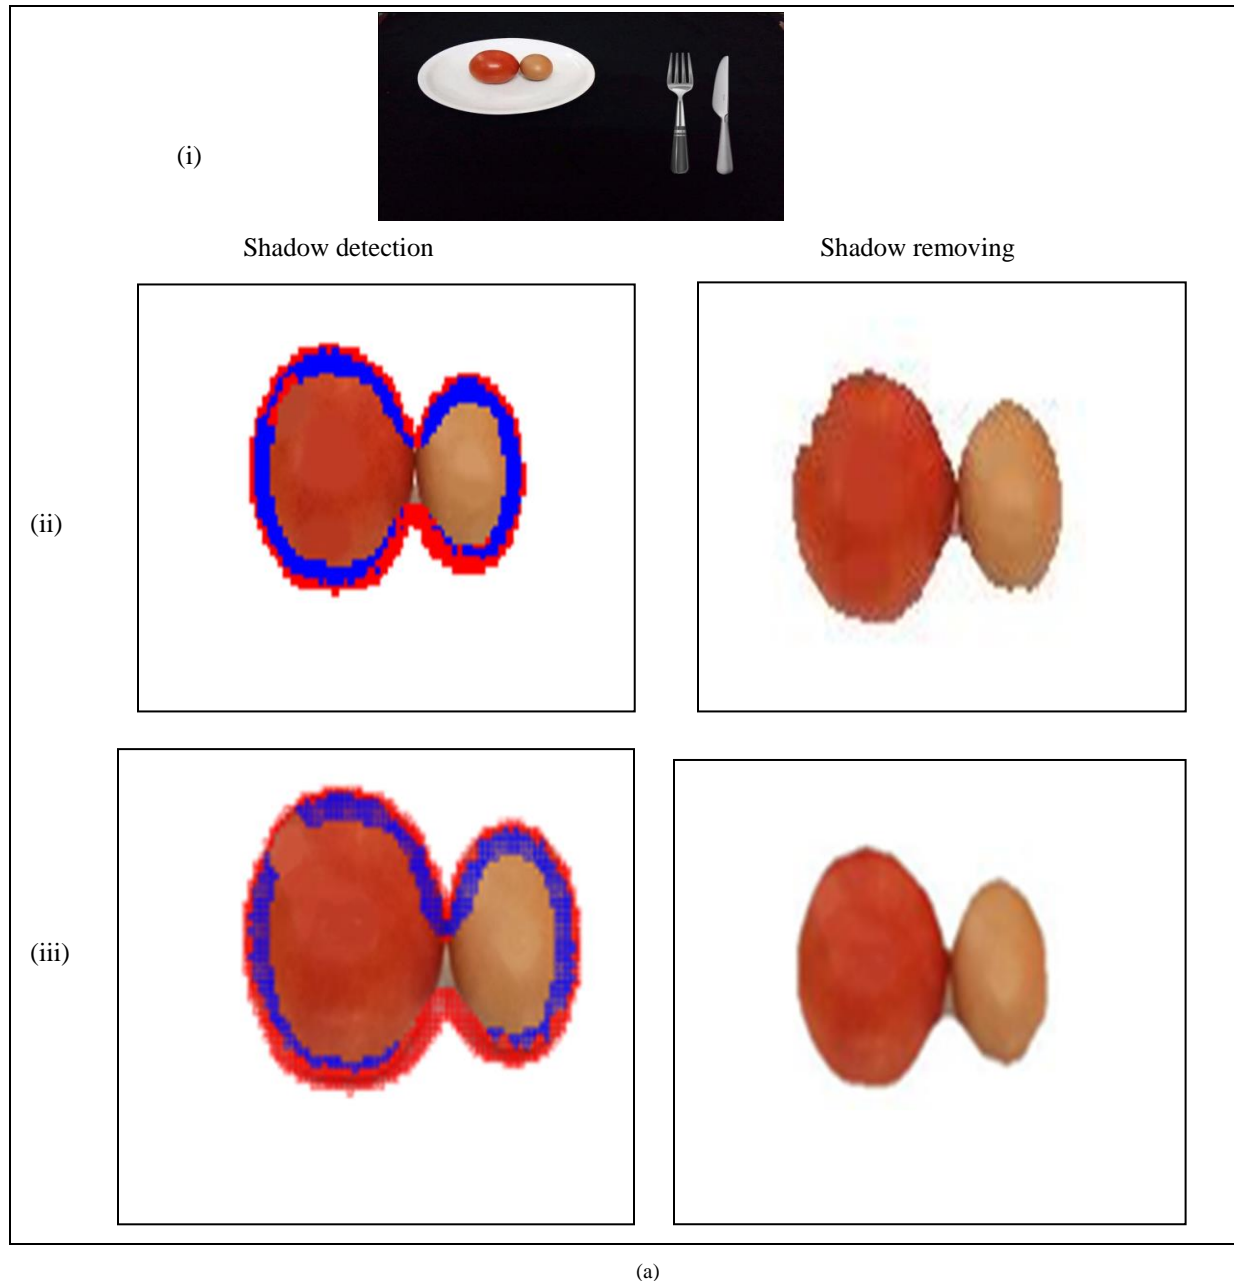 (i)
Shadow detection
Shadow removing
(ii)
(iii)
(a)